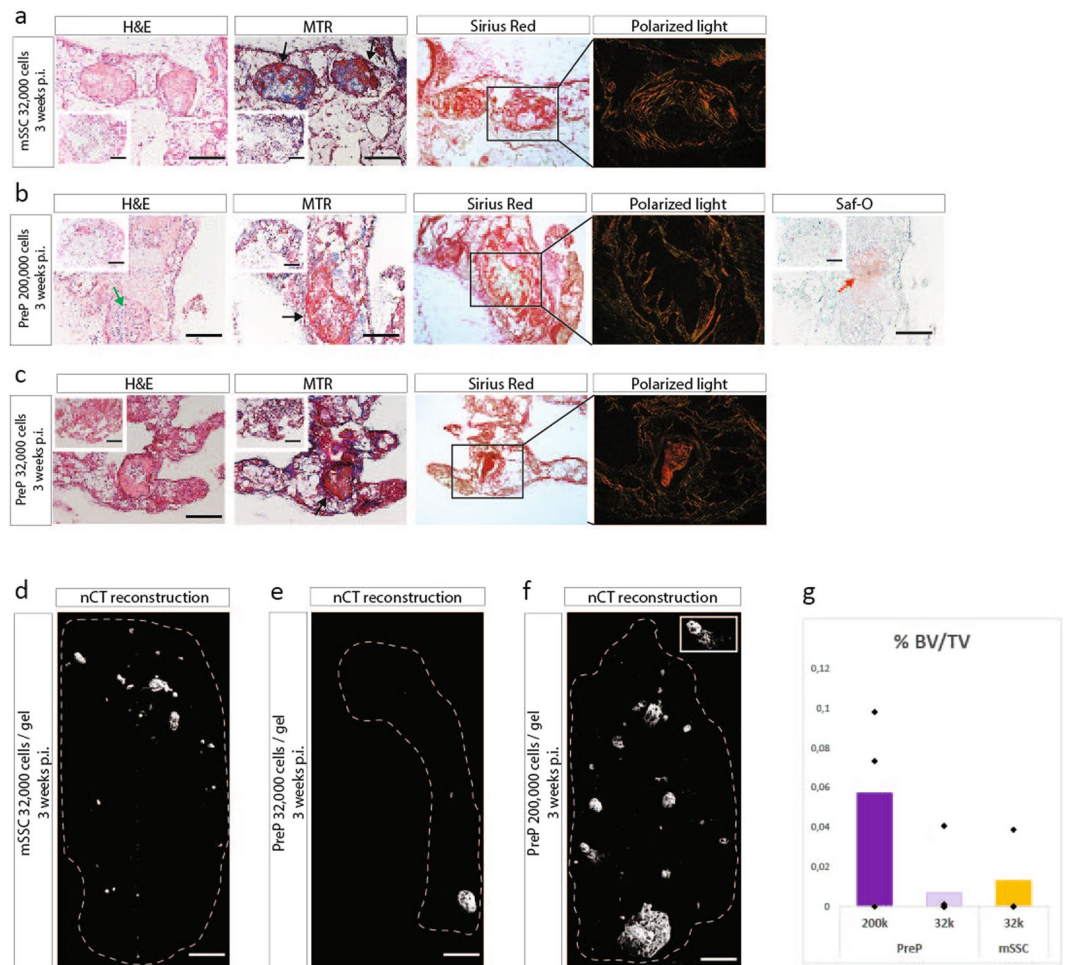 a
H&E
MTR
Sirius Red
Polarized light
mSSC 32,000 cells
3 weeks p.i.
b
H&E
MTR
Sirius Red
Polarized light
Saf-O
PreP 200,000 cells
3 weeks p.i.
c
H&E
MTR
Sirius Red
Polarized light
PreP 32,000 cells
3 weeks p.i.
d
nCT reconstruction
mSSC 32,000 cells / gel
3 weeks p.i.
e
nCT reconstruction
PreP 32,000 cells / gel
3 weeks p.i.
f
nCT reconstruction
PreP 200,000 cells / gel
3 weeks p.i.
g
% BV/TV
0,12
0,1
0,08
0,06
0,04
0,02
0
200k
32k
32k
PreP
mSSC